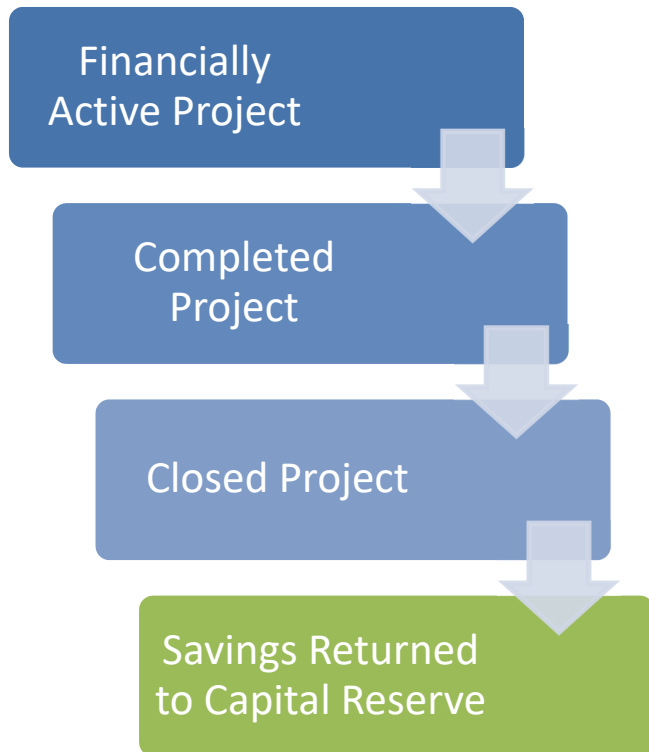 Financially
Active Project
Completed
Project
Closed Project
Savings Returned
to Capital Reserve